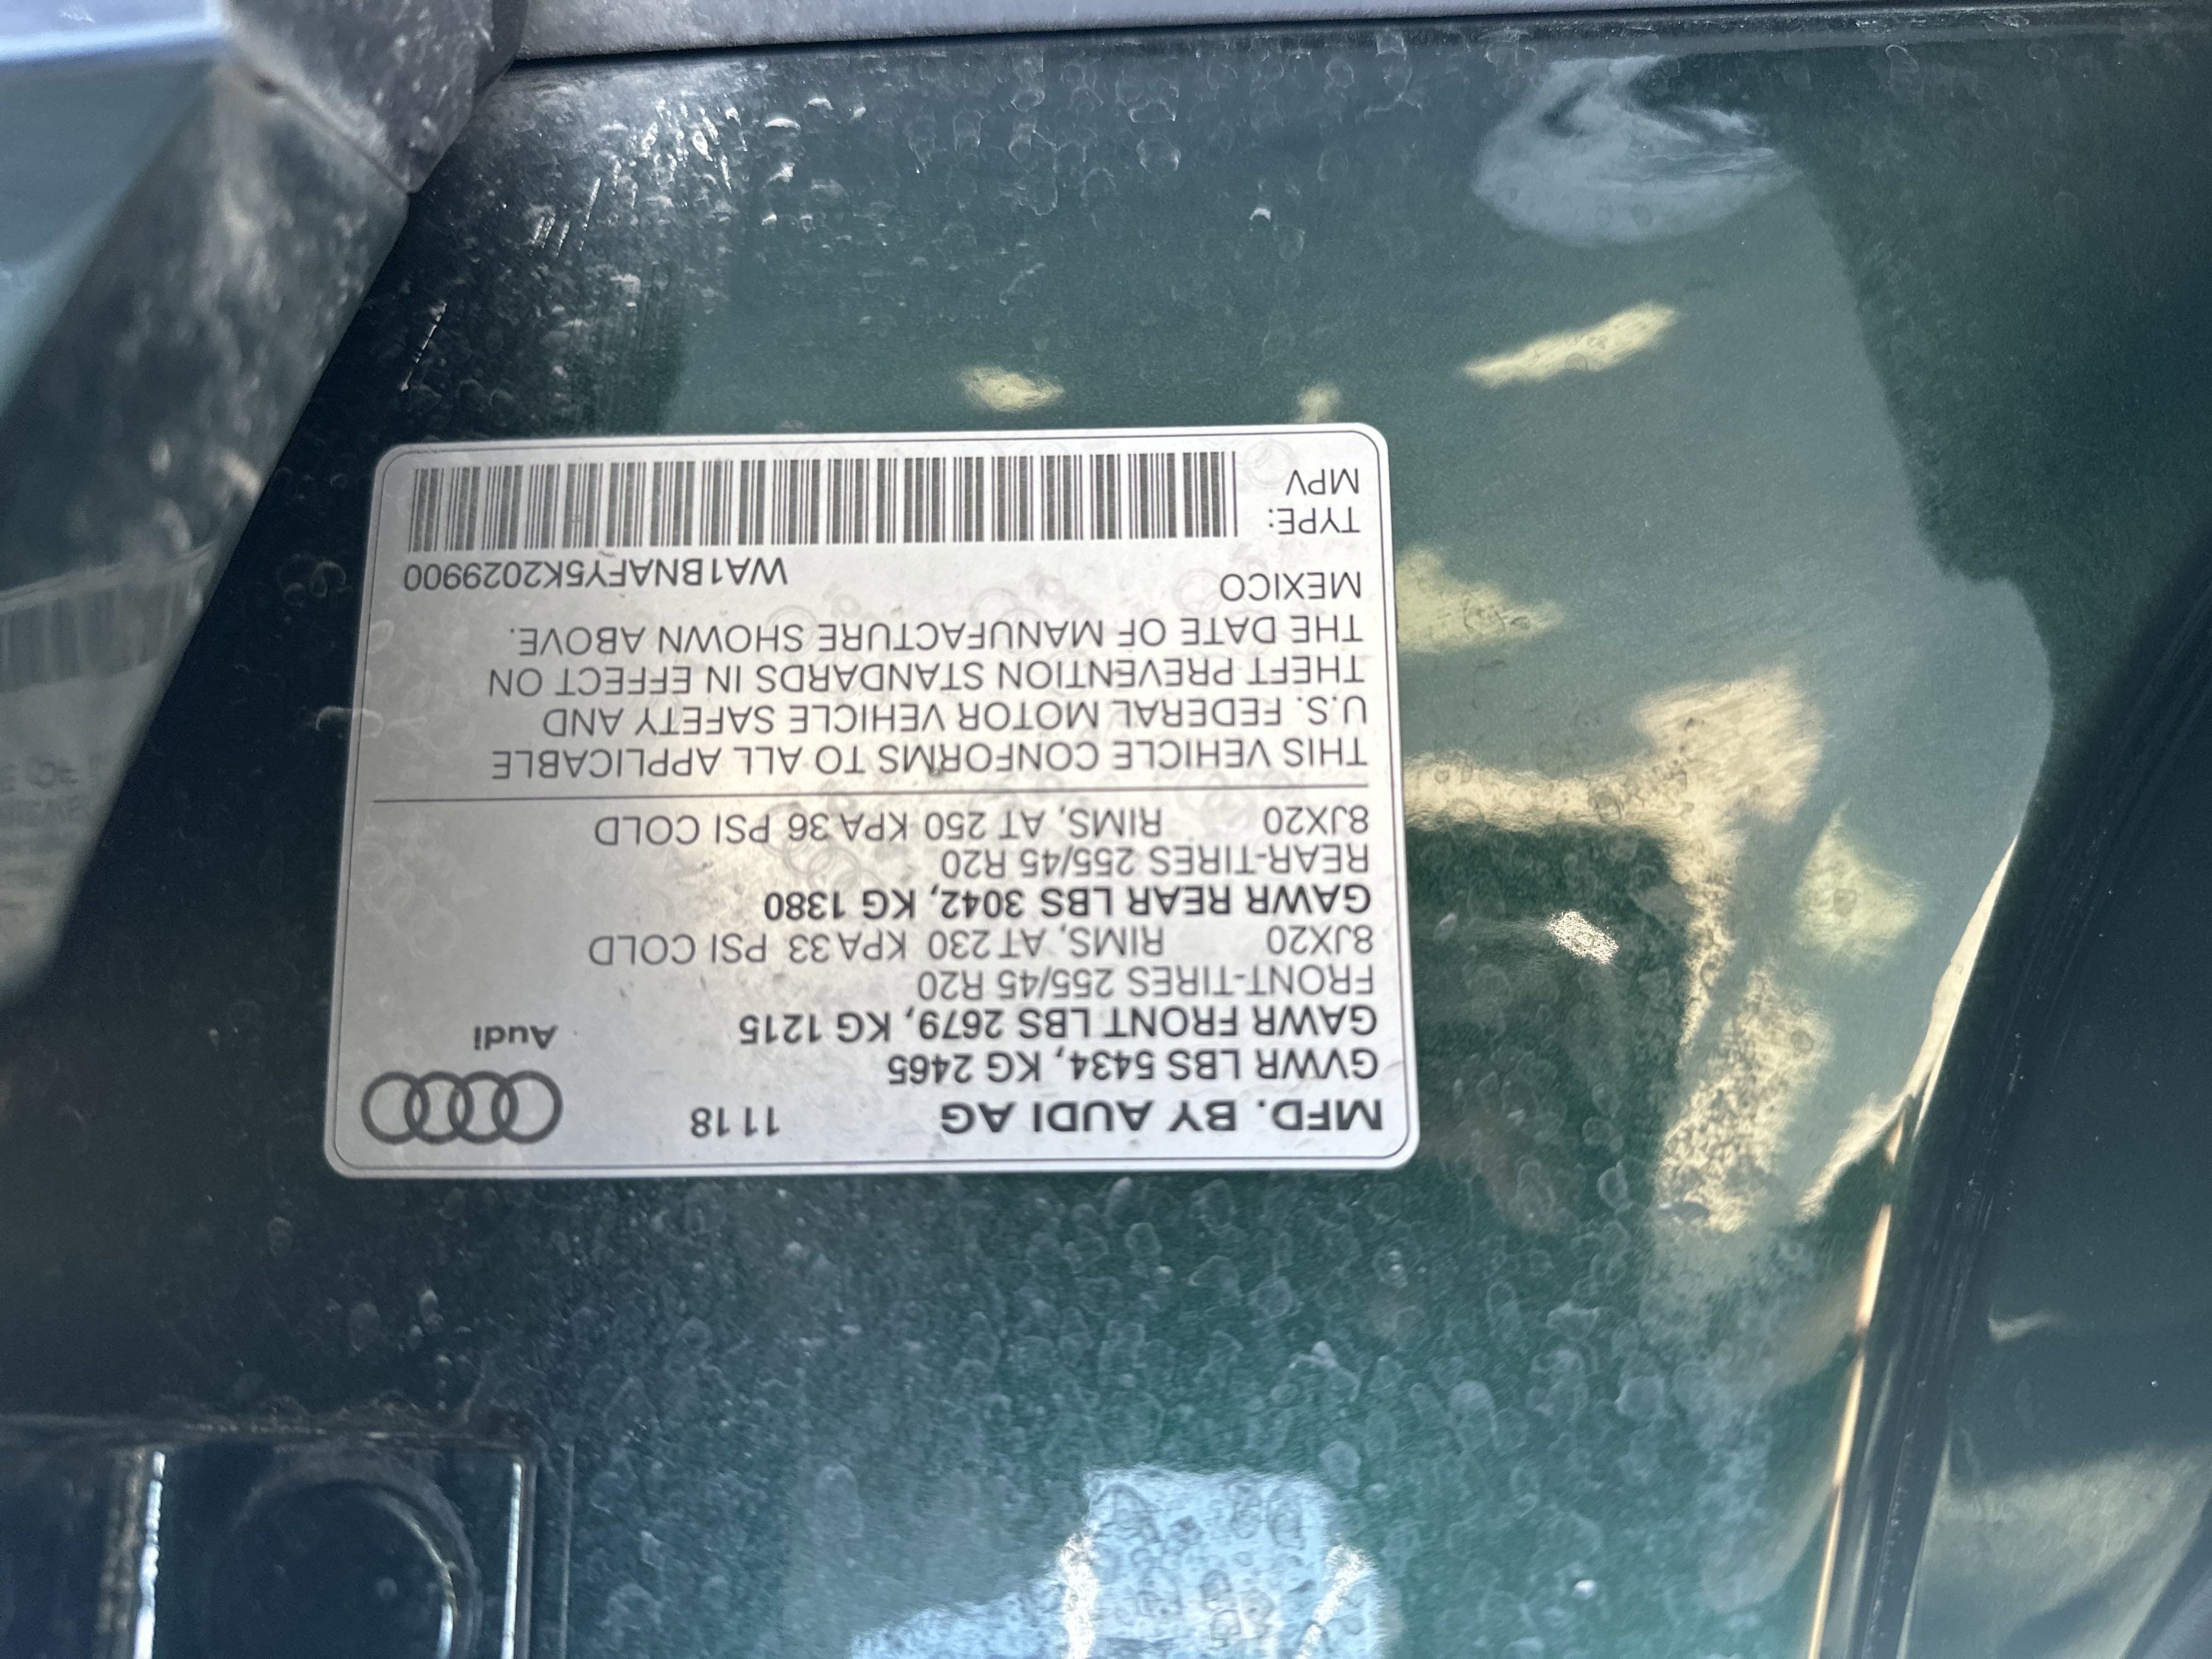 MFD. BY AUDI AG 11 18
GVWR LBS 5434, KG 2465
GAWR FRONT LBS 2679, KG 1215
Audi
FRONT-TIRES 255/45 R20
8JX20 RIMS, AT 230 KPA 33 PSI COLD
GAWR REAR LBS 3042, KG 1380
REAR-TIRES 255/45 R20
8JX20 RIMS, AT 250 KPA 36 PSI COLD
THIS VEHICLE CONFORMS TO ALL APPLICABLE
U.S. FEDERAL MOTOR VEHICLE SAFETY AND
THEFT PREVENTION STANDARDS IN EFFECT ON
THE DATE OF MANUFACTURE SHOWN ABOVE.
MEXICO WA1BNAFY5K2029900
TYPE:
MPV